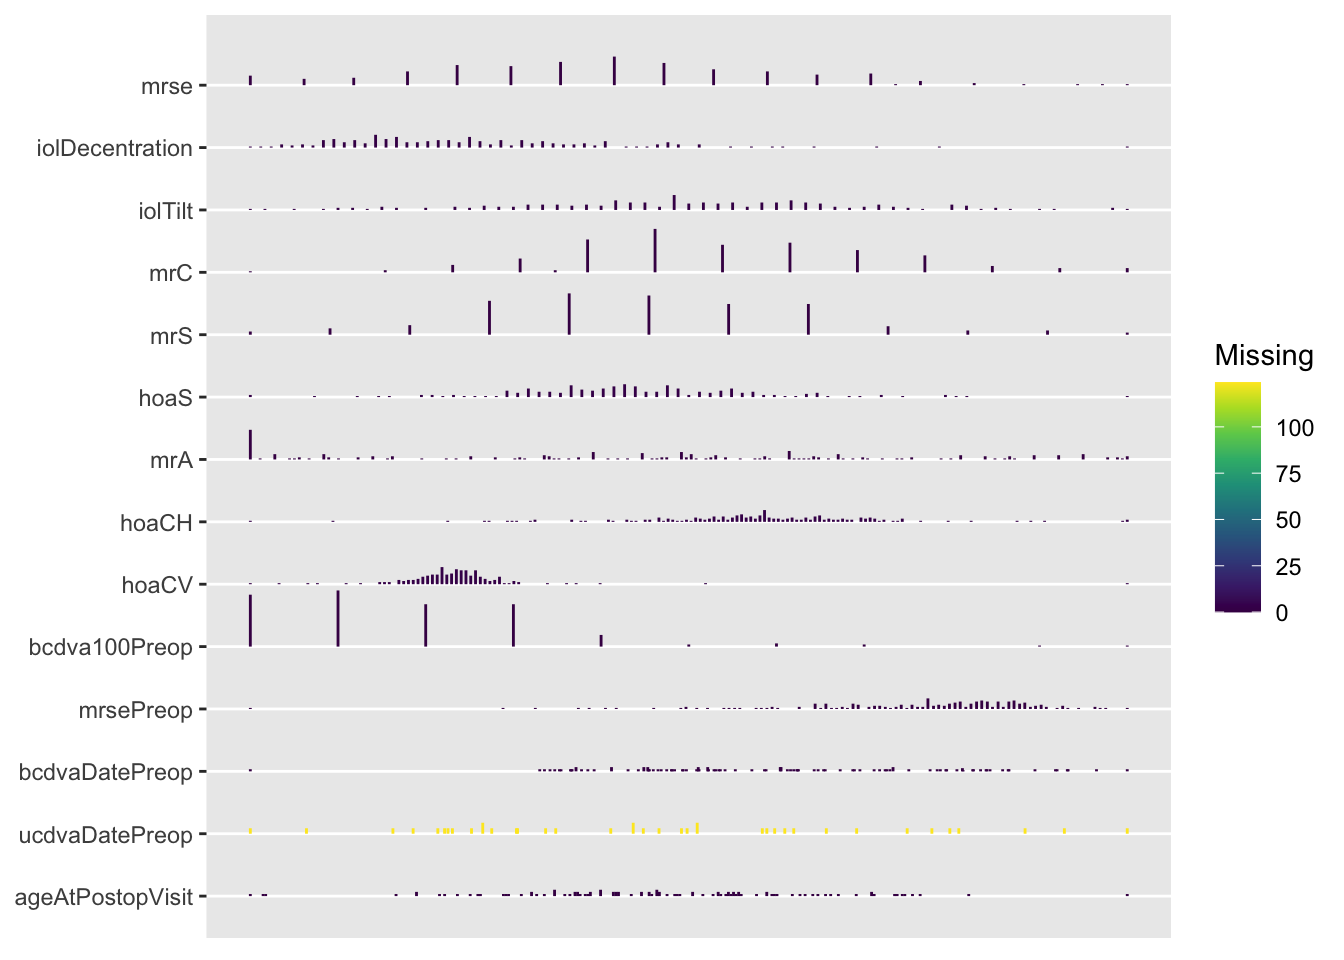 mrse
iolDecentration
iolTilt
mrC
mrS
hoaS
mrA
hoaCH
hoaCV
bcdva100Preop
mrsePreop
bcdvaDatePreop
ucdvaDatePreop
ageAtPostopVisit
Missing
100
75
50
25
0